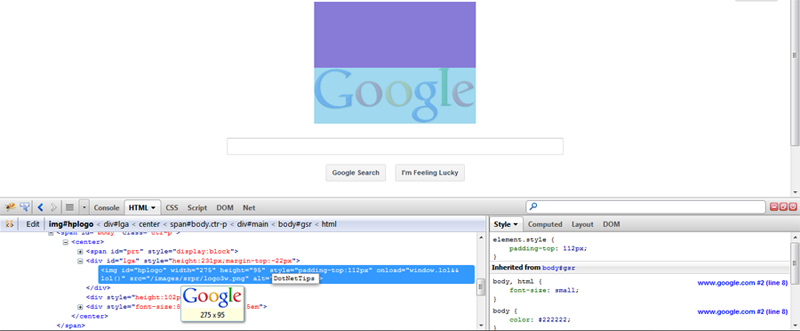 Google
Google Search
I'm Feeling Lucky
Console
HTML
CSS
Script
DOM
Net
Edit
img#hplogo < div#lga < center < span#body.ctr-p < div#main < body#gsr < html
Style
Computed
Layout
DOM
<span id="body" class="ctr-p">
<center>
<span id="prt" style="display:block">
<div id="lga" style="height:231px;margin-top:-22px">
<img id="hplogo" width="275" height="95" style="padding-top:112px" onload="window.lol&&
lol()" src="/images/srpr/logo3w.png" alt=
DotNetTips
</div>
<div style="height:102p
<div style="font-size:8
5em">
</center>
</span>
Google
275 x 95
element.style {
padding-top: 112px;
}
Inherited from body#gsr
body, html {
www.google.com #2 (line 8)
font-size: small;
}
body {
www.google.com #2 (line 8)
color: #222222;
}